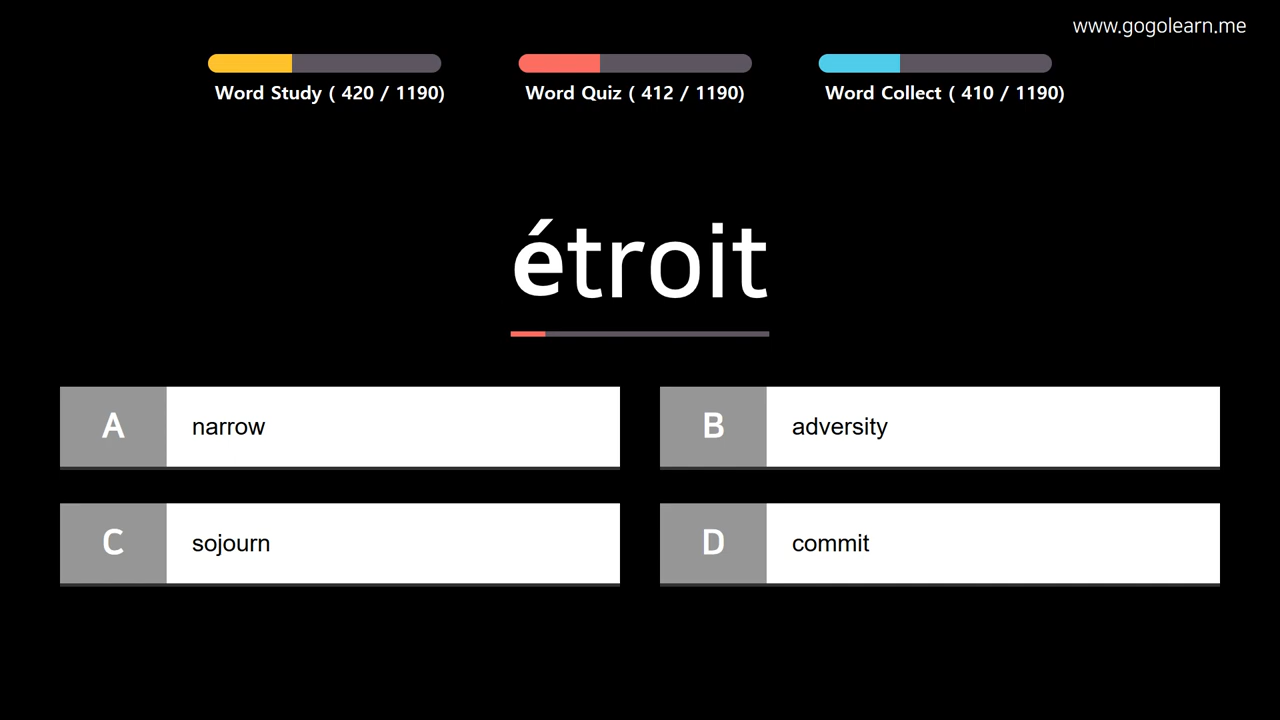 www.gogolearn.me
Word Study ( 420 / 1190)
Word Quiz ( 412 / 1190)
Word Collect ( 410 / 1190)
étroit
A
narrow
B
adversity
C
sojourn
D
commit